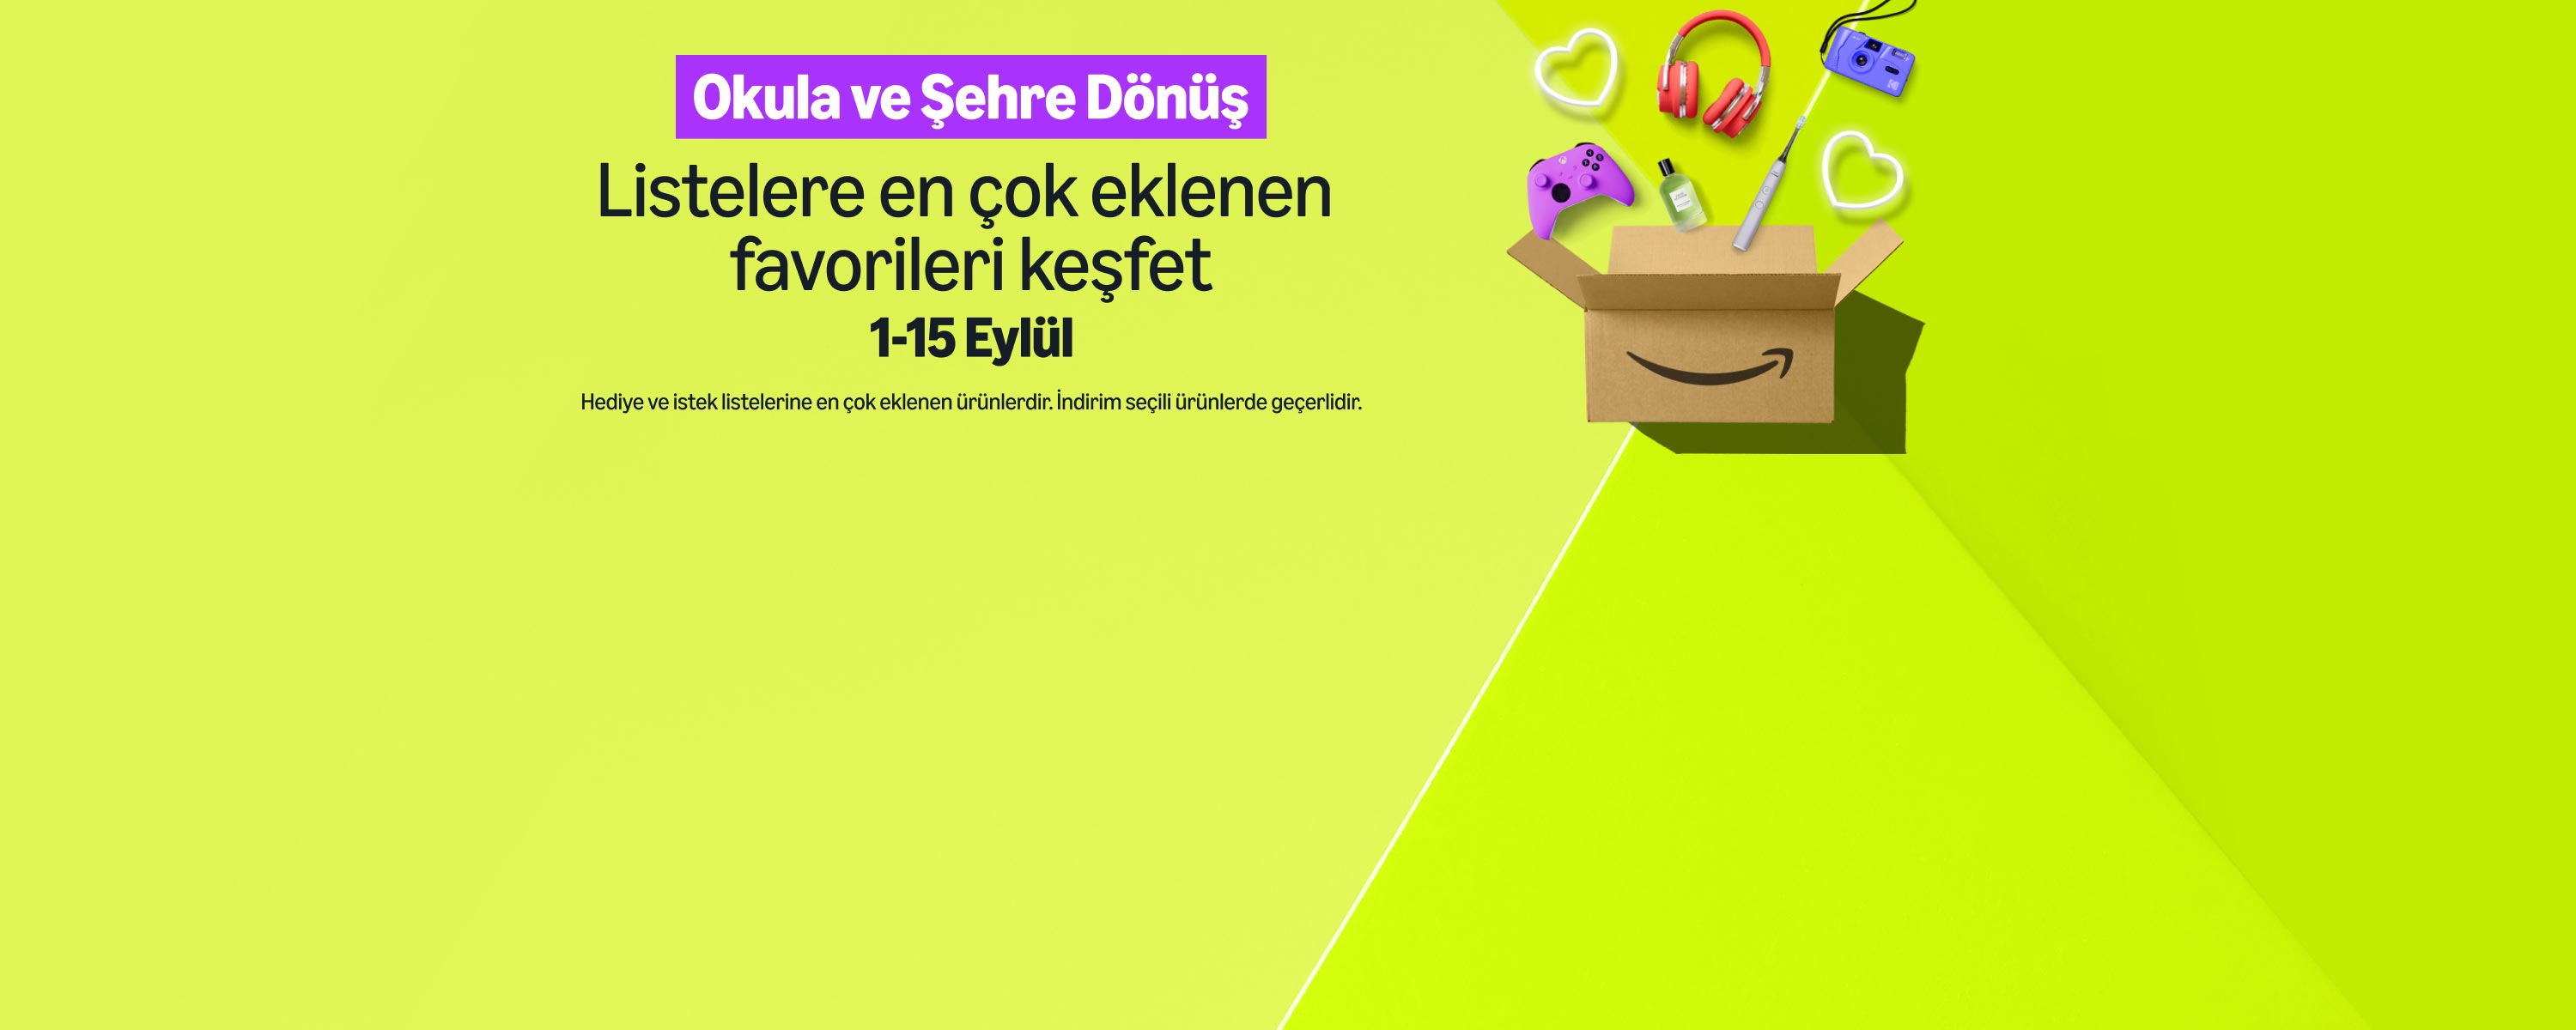 Okula ve Şehre Dönüş
Listelere en çok eklenen
favorileri keşfet
1-15 Eylül
Hediye ve istek listelerine en çok eklenen ürünlerdir. İndirim seçili ürünlerde geçerlidir.